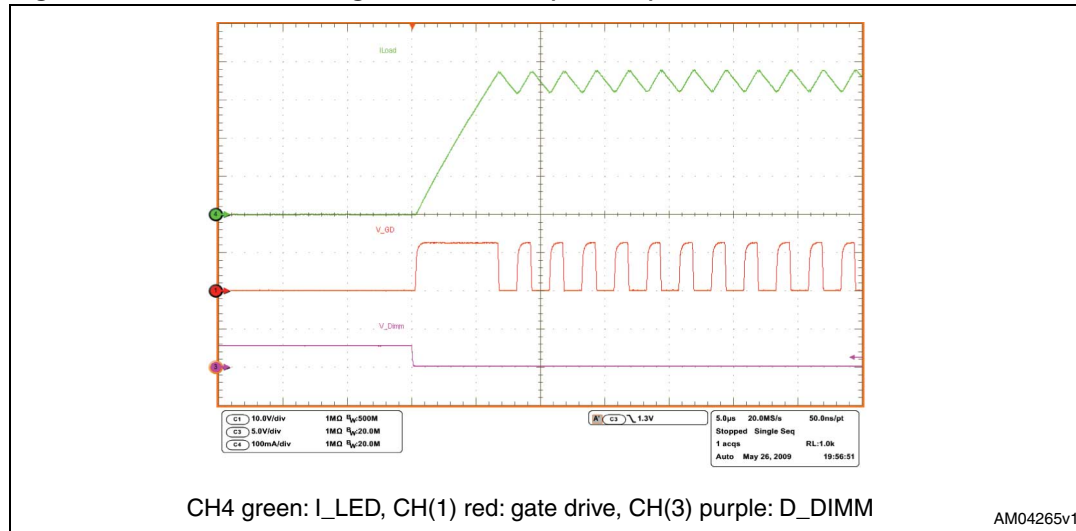 ILoad
4
V_GD
1
V_Dimm
3
C1 10.0V/div 1MΩ BW:500M
C3 5.0V/div 1MΩ BW:20.0M
C4 100mA/div 1MΩ BW:20.0M
A' C3 1.3V
5.0µs 20.0MS/s 50.0ns/pt
Stopped Single Seq
1 acqs RL:1.0k
Auto May 26, 2009 19:56:51
CH4 green: I_LED, CH(1) red: gate drive, CH(3) purple: D_DIMM
AM04265v1